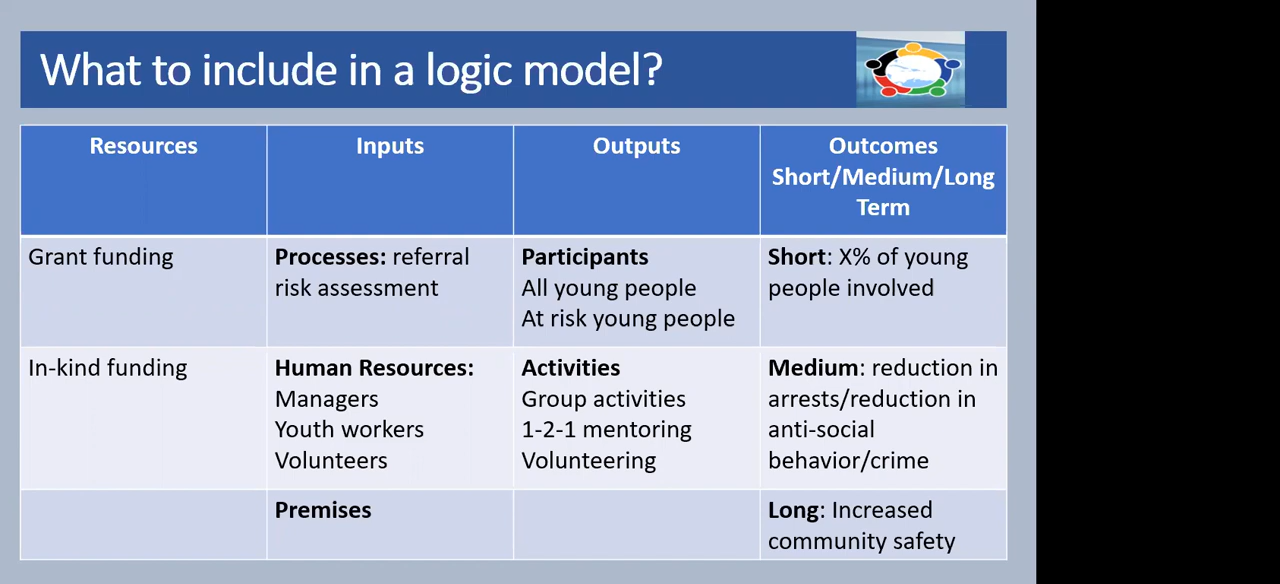 What to include in a logic model?
Resources
Inputs
Outputs
Outcomes
Short/Medium/Long
Term
Grant funding
Processes: referral
risk assessment
Participants
All young people
At risk young people
Short: X% of young
people involved
In-kind funding
Human Resources:
Managers
Youth workers
Volunteers
Activities
Group activities
1-2-1 mentoring
Volunteering
Medium: reduction in
arrests/reduction in
anti-social
behavior/crime
Premises
Long: Increased
community safety